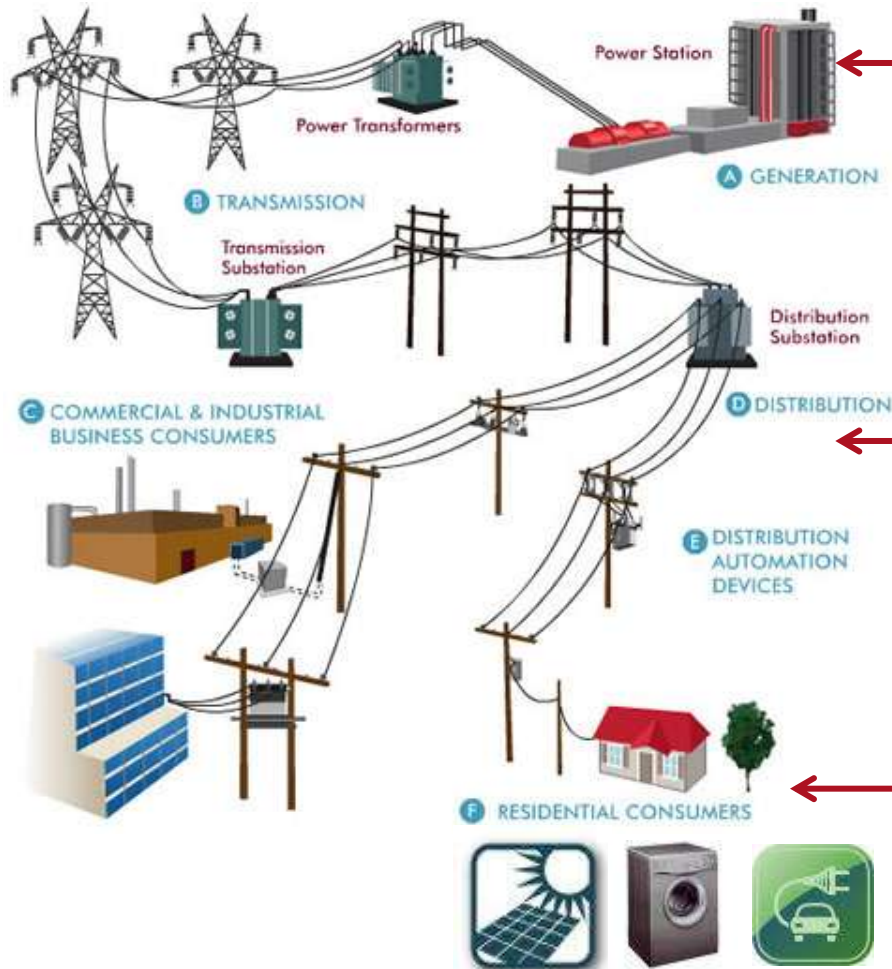 Power Station
Power Transformers
A GENERATION
B TRANSMISSION
Transmission
Substation
Distribution
Substation
C COMMERCIAL & INDUSTRIAL
BUSINESS CONSUMERS
D DISTRIBUTION
E DISTRIBUTION
AUTOMATION
DEVICES
F RESIDENTIAL CONSUMERS